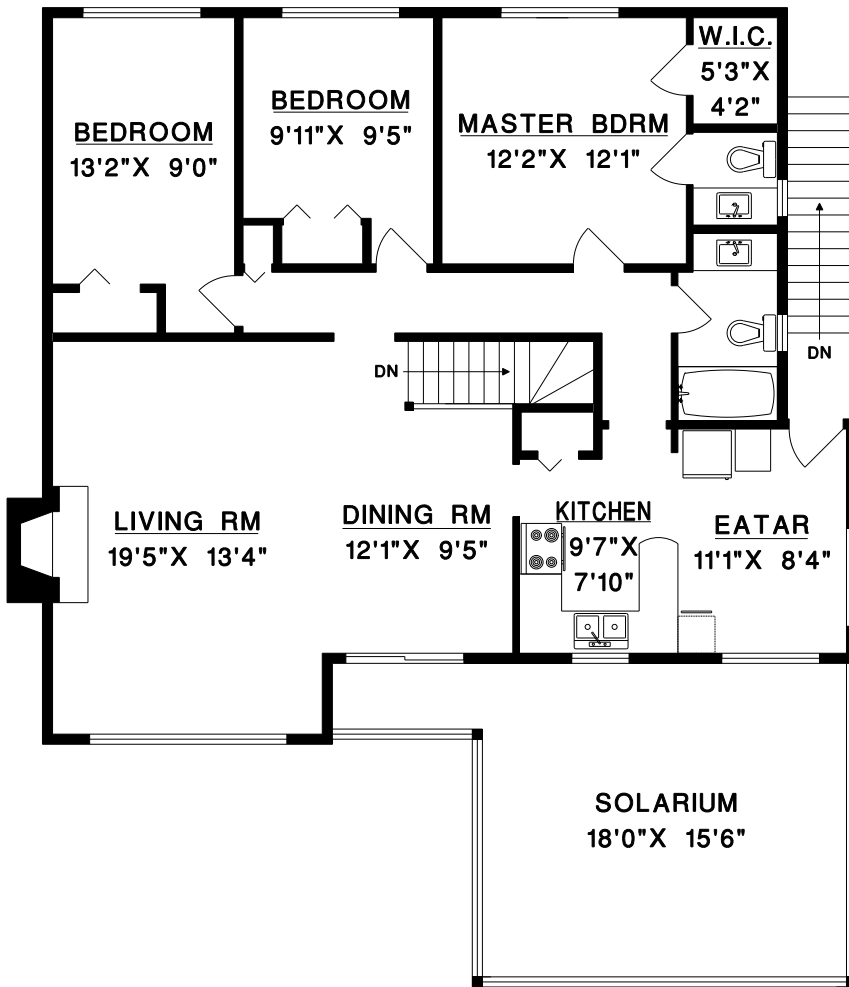 W.I.C.
5'3"X
4'2"
BEDROOM
9'11"X 9'5"
BEDROOM
13'2"X 9'0"
MASTER BDRM
12'2"X 12'1"
DN
DN
LIVING RM
19'5"X 13'4"
DINING RM
12'1"X 9'5"
KITCHEN
9'7"X
7'10"
EATAR
11'1"X 8'4"
SOLARIUM
18'0"X 15'6"